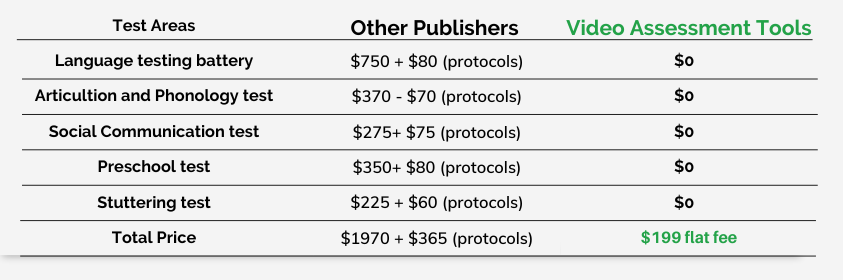 Test Areas Other Publishers Video Assessment Tools
Language testing battery $750 + $80 (protocols) $0
Articultion and Phonology test $370 - $70 (protocols) $0
Social Communication test $275+ $75 (protocols) $0
Preschool test $350+ $80 (protocols) $0
Stuttering test $225 + $60 (protocols) $0
Total Price $1970 + $365 (protocols) $199 flat fee